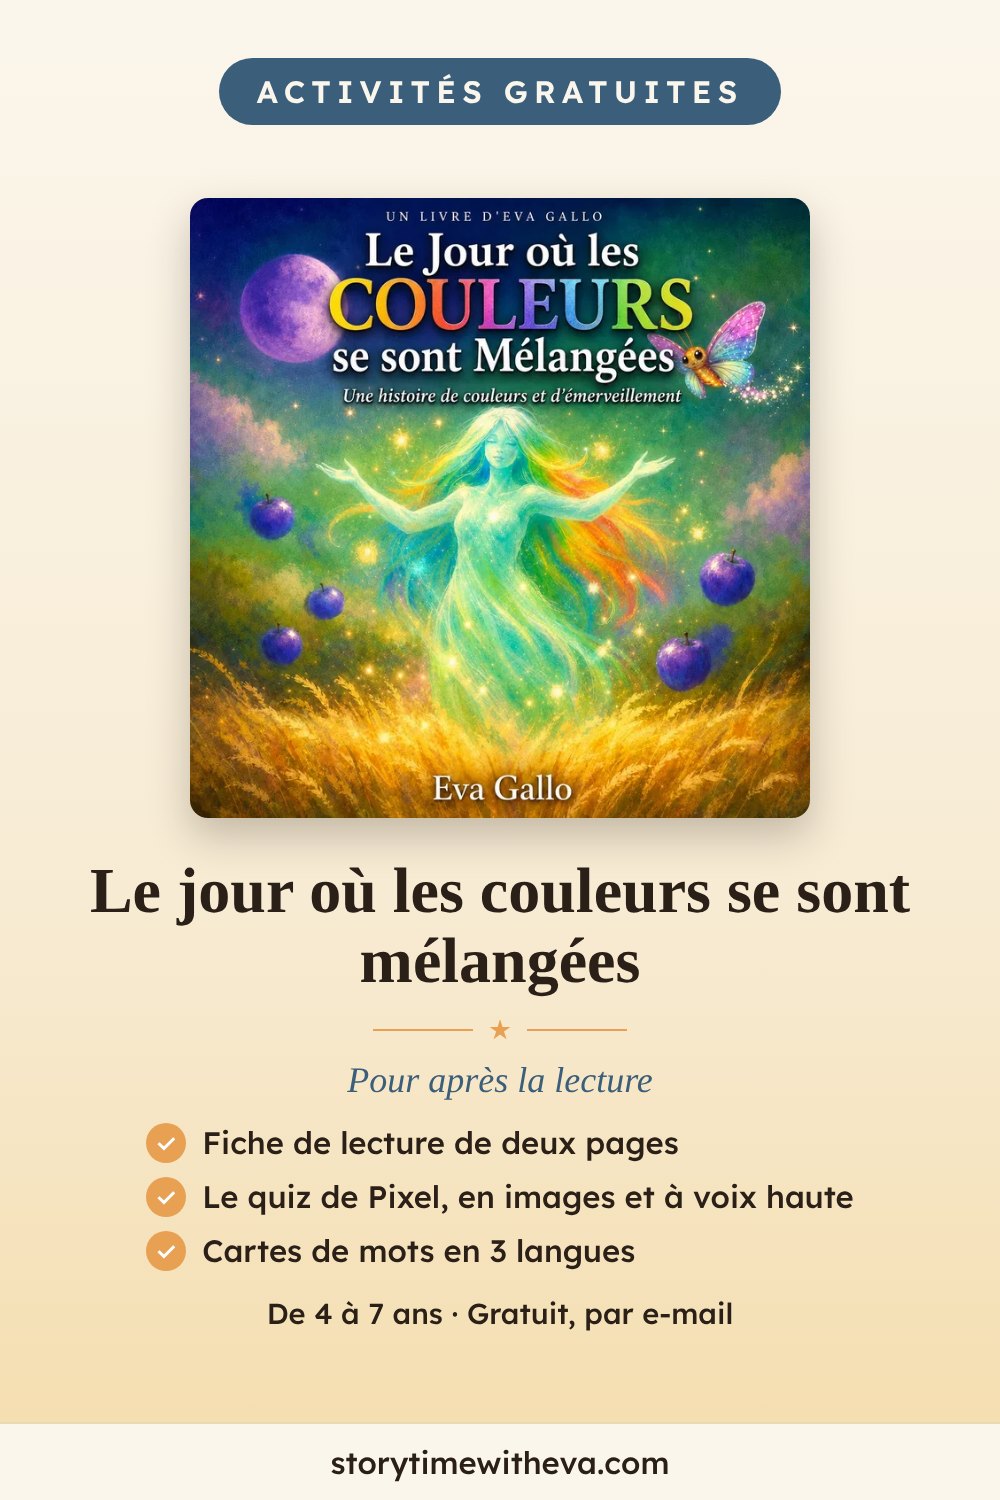 ACTIVITÉS GRATUITES
UN LIVRE D'EVA GALLO
Le Jour où les
COULEURS
se sont Mélangées
Une histoire de couleurs et d'émerveillement
Eva Gallo
Le jour où les couleurs se sont
mélangées
Pour après la lecture
Fiche de lecture de deux pages
Le quiz de Pixel, en images et à voix haute
Cartes de mots en 3 langues
De 4 à 7 ans · Gratuit, par e-mail
storytimewitheva.com